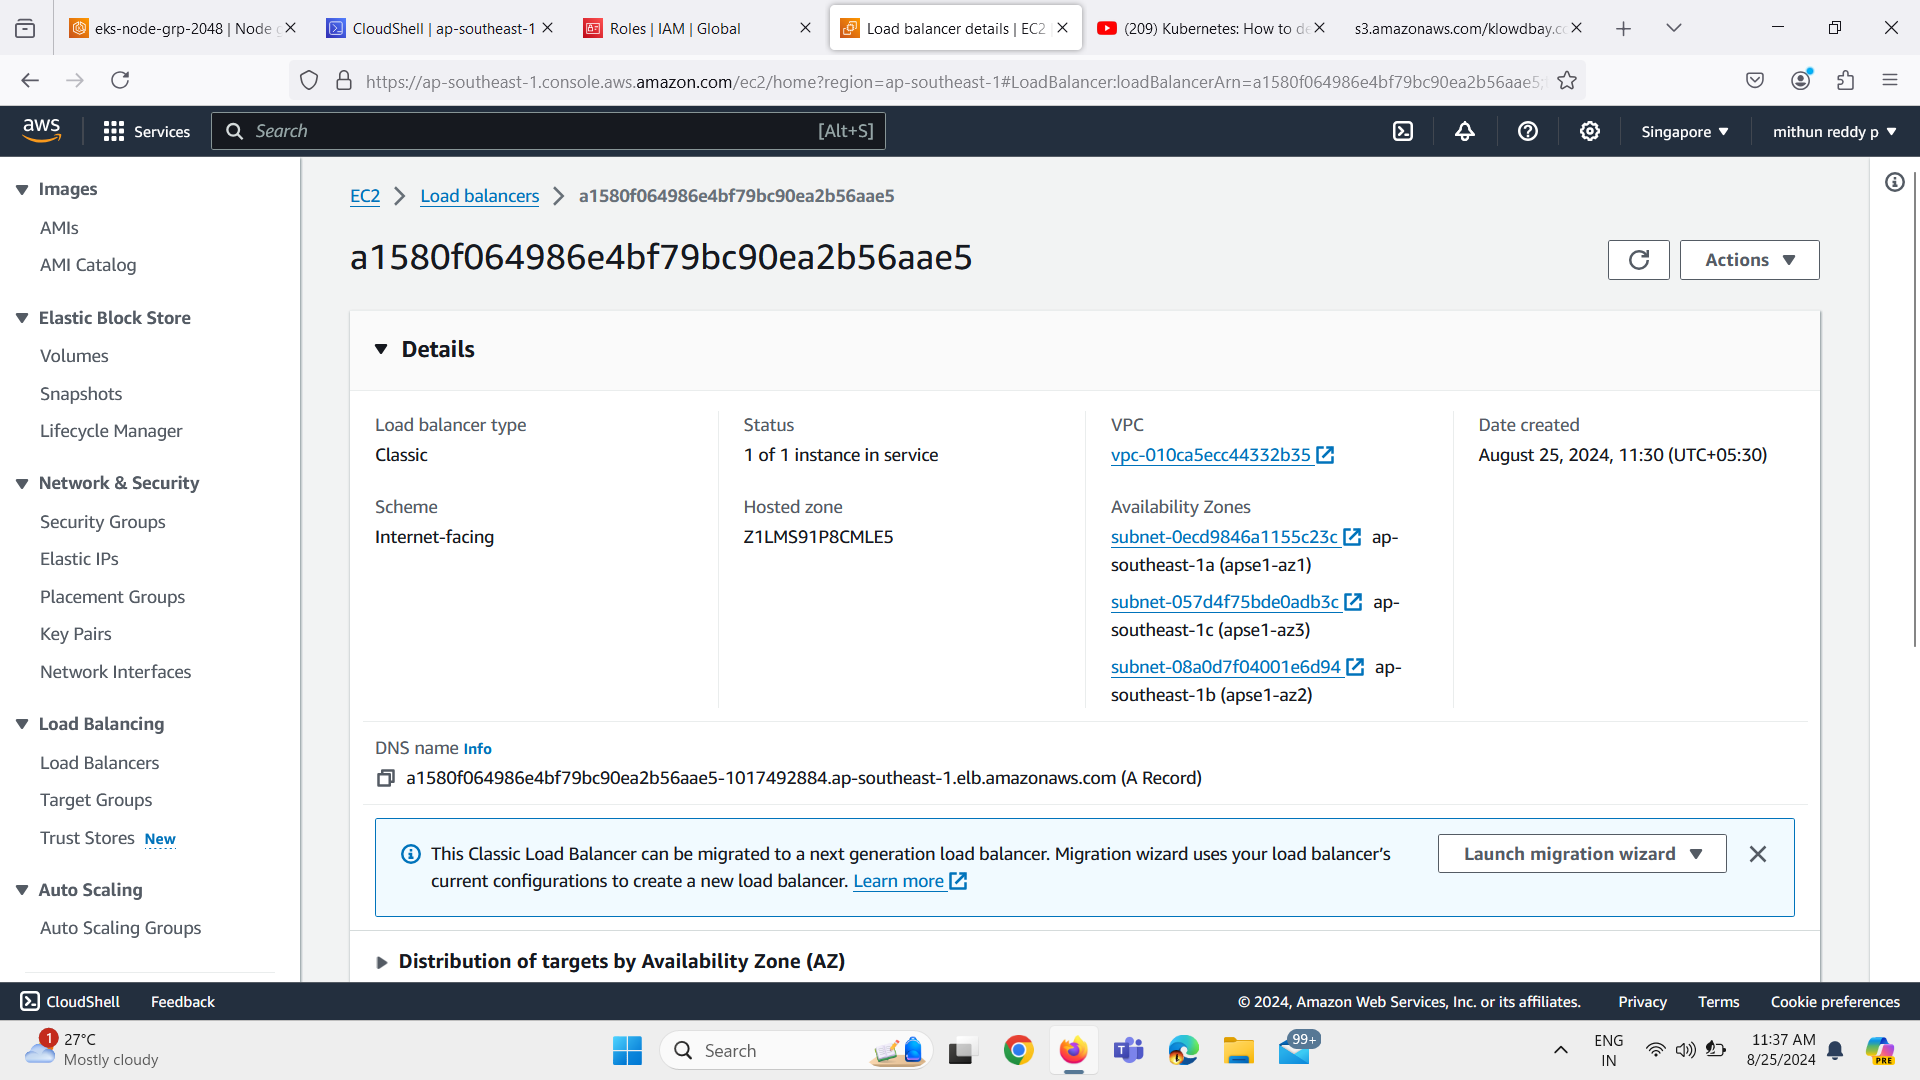 eks-node-grp-2048 | Node g
CloudShell | ap-southeast-1
Roles | IAM | Global
Load balancer details | EC2
(209) Kubernetes: How to de
s3.amazonaws.com/klowdbay.co
https://ap-southeast-1.console.aws.amazon.com/ec2/home?region=ap-southeast-1#LoadBalancer:loadBalancerArn=a1580f064986e4bf79bc90ea2b56aae5;
aws
Services
Search
[Alt+S]
Singapore
mithun reddy p
Images
AMIs
AMI Catalog
Elastic Block Store
Volumes
Snapshots
Lifecycle Manager
Network & Security
Security Groups
Elastic IPs
Placement Groups
Key Pairs
Network Interfaces
Load Balancing
Load Balancers
Target Groups
Trust Stores New
Auto Scaling
Auto Scaling Groups
EC2 > Load balancers > a1580f064986e4bf79bc90ea2b56aae5
a1580f064986e4bf79bc90ea2b56aae5
Actions
Details
Load balancer type
Classic
Scheme
Internet-facing
Status
1 of 1 instance in service
Hosted zone
Z1LMS91P8CMLE5
VPC
vpc-010ca5ecc44332b35
Availability Zones
subnet-0ecd9846a1155c23c ap-
southeast-1a (apse1-az1)
subnet-057d4f75bde0adb3c ap-
southeast-1c (apse1-az3)
subnet-08a0d7f04001e6d94 ap-
southeast-1b (apse1-az2)
Date created
August 25, 2024, 11:30 (UTC+05:30)
DNS name Info
a1580f064986e4bf79bc90ea2b56aae5-1017492884.ap-southeast-1.elb.amazonaws.com (A Record)
This Classic Load Balancer can be migrated to a next generation load balancer. Migration wizard uses your load balancer's
current configurations to create a new load balancer. Learn more
Launch migration wizard
Distribution of targets by Availability Zone (AZ)
CloudShell
Feedback
© 2024, Amazon Web Services, Inc. or its affiliates.
Privacy
Terms
Cookie preferences
1
27°C
Mostly cloudy
Search
99+
ENG
IN
11:37 AM
8/25/2024
PRE